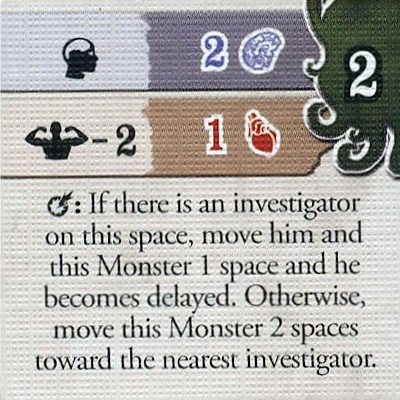 2
2
-2
1
: If there is an investigator
on this space, move him and
this Monster 1 space and he
becomes delayed. Otherwise,
move this Monster 2 spaces
toward the nearest investigator.